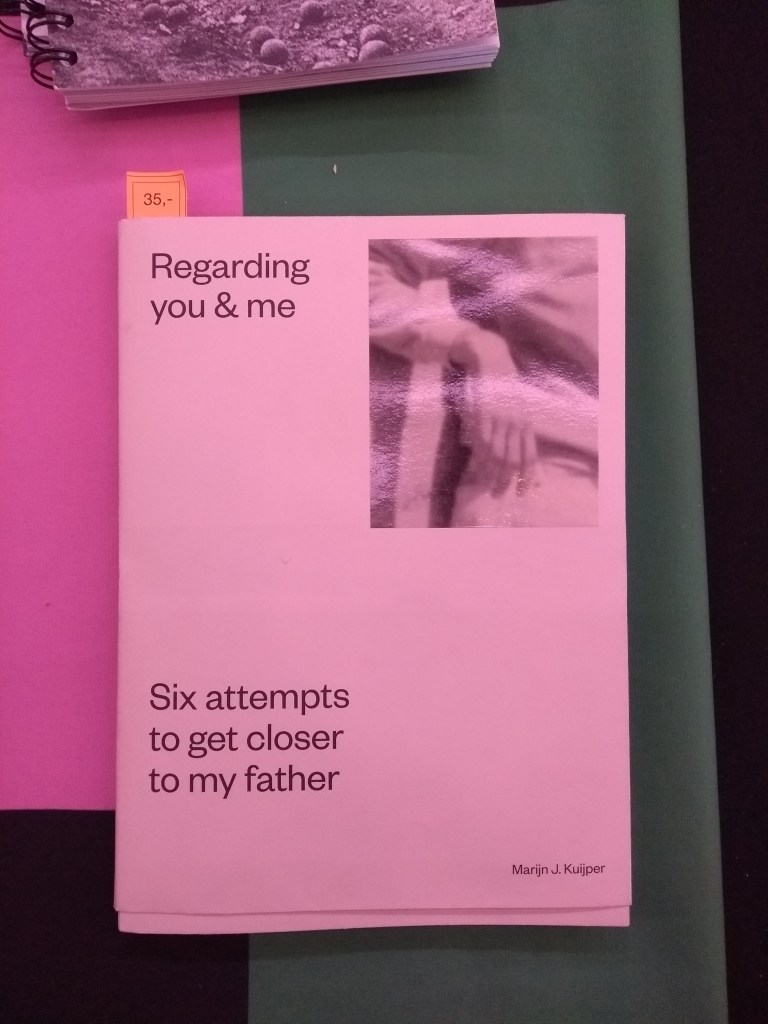 35,-
Regarding
you & me
Six attempts
to get closer
to my father
Marijn J. Kuijper